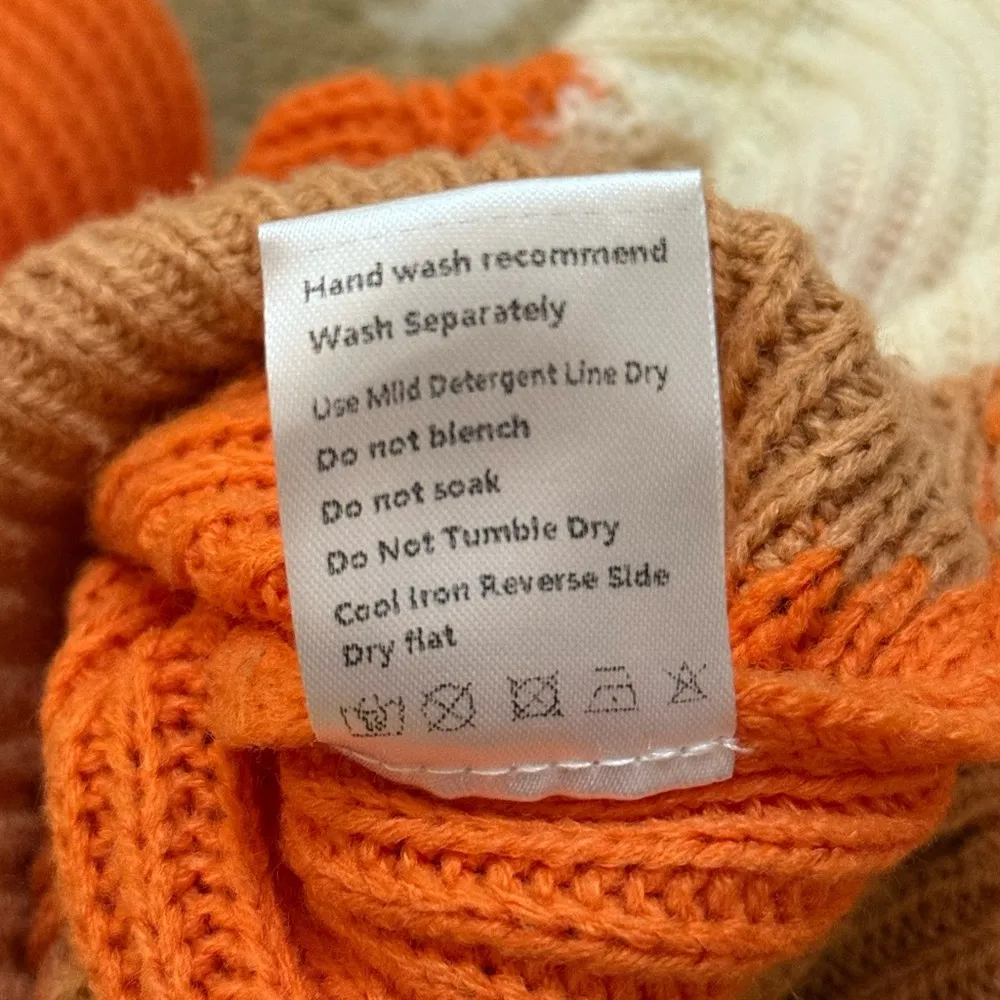 Hand wash recommend
Wash Separately
Use Mild Detergent Line Dry
Do not blench
Do not soak
Do Not Tumble Dry
Cool Iron Reverse Side
Dry flat